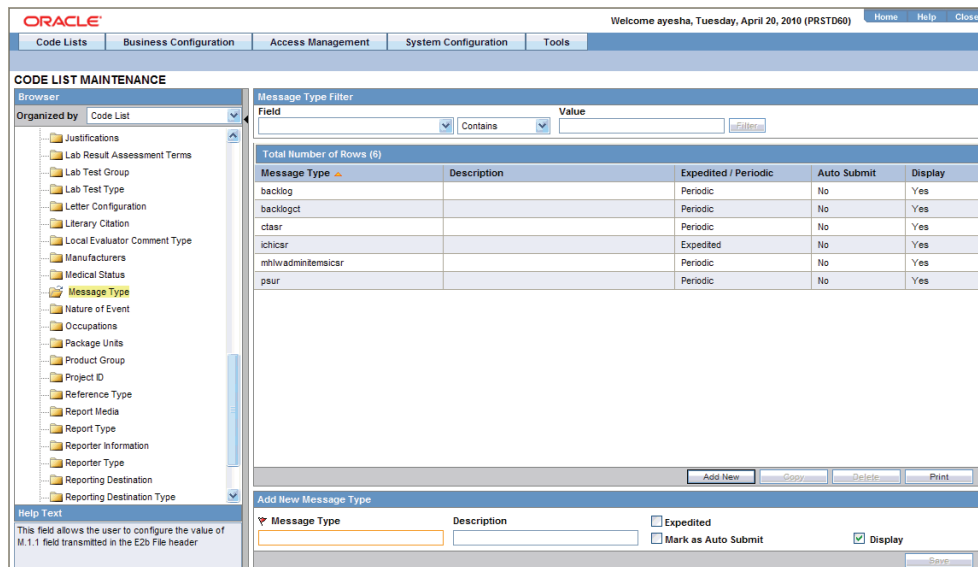 ORACLE
Welcome ayesha, Tuesday, April 20, 2010 (PRSTD60)
Home Help Close
Code Lists Business Configuration Access Management System Configuration Tools
CODE LIST MAINTENANCE
Browser
Organized by Code List
Justifications
Lab Result Assessment Terms
Lab Test Group
Lab Test Type
Letter Configuration
Literary Citation
Local Evaluator Comment Type
Manufacturers
Medical Status
Message Type
Nature of Event
Occupations
Package Units
Product Group
Project ID
Reference Type
Report Media
Report Type
Reporter Information
Reporter Type
Reporting Destination
Reporting Destination Type
Help Text
This field allows the user to configure the value of
M.1.1 field transmitted in the E2b File header
Message Type Filter
Field Value
Contains Filter
Total Number of Rows (6)
Message Type Description Expedited / Periodic Auto Submit Display
backlog Periodic No Yes
backlogct Periodic No Yes
ctasr Periodic No Yes
ichicsr Expedited No Yes
mhlwadminitemsicsr Periodic No Yes
psur Periodic No Yes
Add New Copy Delete Print
Add New Message Type
Message Type Description Expedited
Mark as Auto Submit Display
Save